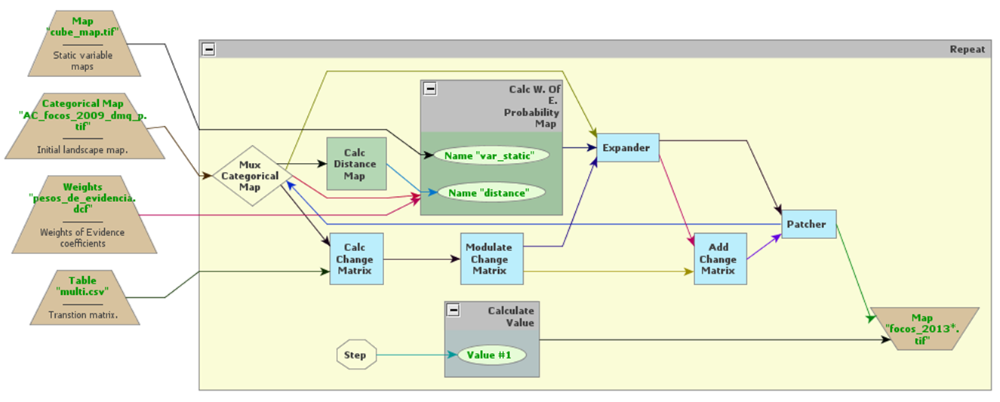 Map
"cube_map.tif"
Static variable
maps
Categorical Map
"AC_focos_2009_dmq_p.
tif"
Initial landscape map.
Weights
"pesos_de_evidencia.
dcf"
Weights of Evidence
coefficients
Table
"multi.csv"
Transtion matrix.
Repeat
Mux
Categorical
Map
Calc
Distance
Map
Calc W. Of
E.
Probability
Map
Name "var_static"
Name "distance"
Expander
Calc
Change
Matrix
Modulate
Change
Matrix
Add
Change
Matrix
Patcher
Step
Calculate
Value
Value #1
Map
"focos_2013*.
tif"